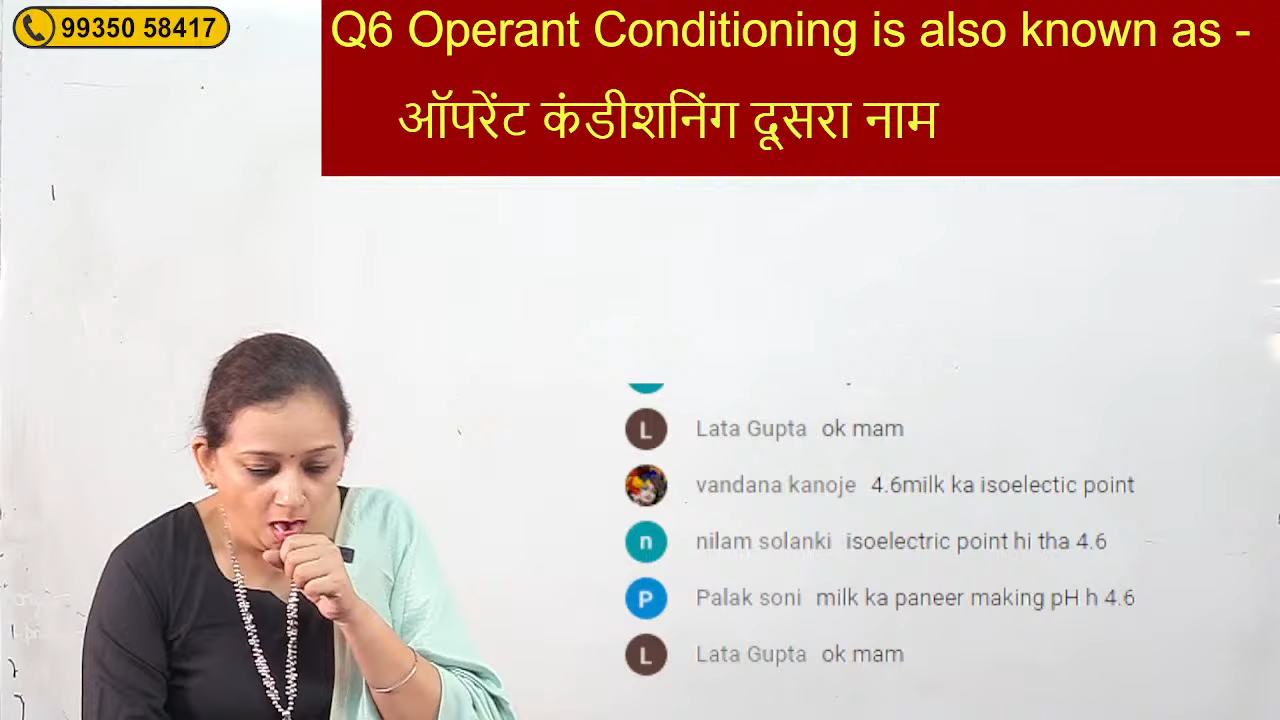 99350 58417
Q6 Operant Conditioning is also known as -
ऑपरेंट कंडीशनिंग दूसरा नाम
L Lata Gupta ok mam
vandana kanoje 4.6milk ka isoelectic point
n nilam solanki isoelectric point hi tha 4.6
P Palak soni milk ka paneer making pH h 4.6
L Lata Gupta ok mam